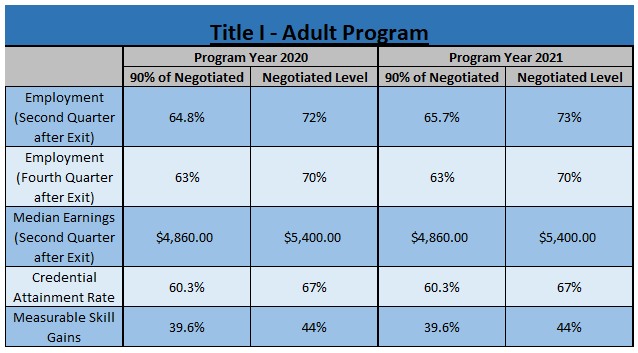 Title I - Adult Program
Program Year 2020 Program Year 2021
90% of Negotiated Negotiated Level 90% of Negotiated Negotiated Level
Employment
(Second Quarter
after Exit)
64.8% 72% 65.7% 73%
Employment
(Fourth Quarter
after Exit)
63% 70% 63% 70%
Median Earnings
(Second Quarter
after Exit)
$4,860.00 $5,400.00 $4,860.00 $5,400.00
Credential
Attainment Rate
60.3% 67% 60.3% 67%
Measurable Skill
Gains
39.6% 44% 39.6% 44%